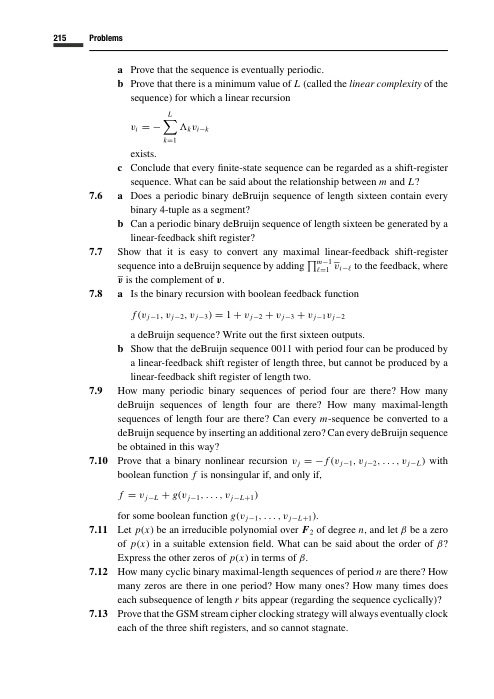 215 Problems
a Prove that the sequence is eventually periodic.
b Prove that there is a minimum value of L (called the linear complexity of the
sequence) for which a linear recursion
v_i = − ∑_{k=1}^{L} Λ_k v_{i−k}
exists.
c Conclude that every finite-state sequence can be regarded as a shift-register
sequence. What can be said about the relationship between m and L?
7.6 a Does a periodic binary deBruijn sequence of length sixteen contain every
binary 4-tuple as a segment?
b Can a periodic binary deBruijn sequence of length sixteen be generated by a
linear-feedback shift register?
7.7 Show that it is easy to convert any maximal linear-feedback shift-register
sequence into a deBruijn sequence by adding ∏_{ℓ=1}^{m−1} v̅_{i−ℓ} to the feedback, where
v̅ is the complement of v.
7.8 a Is the binary recursion with boolean feedback function
f(v_{j−1}, v_{j−2}, v_{j−3}) = 1 + v_{j−2} + v_{j−3} + v_{j−1}v_{j−2}
a deBruijn sequence? Write out the first sixteen outputs.
b Show that the deBruijn sequence 0011 with period four can be produced by
a linear-feedback shift register of length three, but cannot be produced by a
linear-feedback shift register of length two.
7.9 How many periodic binary sequences of period four are there? How many
deBruijn sequences of length four are there? How many maximal-length
sequences of length four are there? Can every m-sequence be converted to a
deBruijn sequence by inserting an additional zero? Can every deBruijn sequence
be obtained in this way?
7.10 Prove that a binary nonlinear recursion v_j = −f(v_{j−1}, v_{j−2}, . . . , v_{j−L}) with
boolean function f is nonsingular if, and only if,
f = v_{j−L} + g(v_{j−1}, . . . , v_{j−L+1})
for some boolean function g(v_{j−1}, . . . , v_{j−L+1}).
7.11 Let p(x) be an irreducible polynomial over F_2 of degree n, and let β be a zero
of p(x) in a suitable extension field. What can be said about the order of β?
Express the other zeros of p(x) in terms of β.
7.12 How many cyclic binary maximal-length sequences of period n are there? How
many zeros are there in one period? How many ones? How many times does
each subsequence of length r bits appear (regarding the sequence cyclically)?
7.13 Prove that the GSM stream cipher clocking strategy will always eventually clock
each of the three shift registers, and so cannot stagnate.